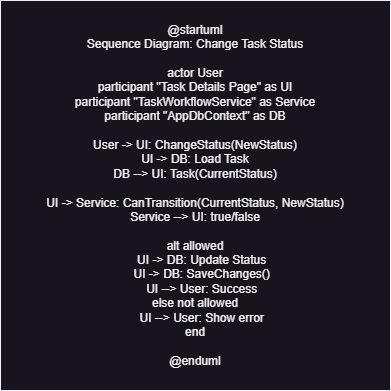 @startuml
Sequence Diagram: Change Task Status

actor User
participant "Task Details Page" as UI
participant "TaskWorkflowService" as Service
participant "AppDbContext" as DB

User -> UI: ChangeStatus(NewStatus)
UI -> DB: Load Task
DB --> UI: Task(CurrentStatus)

UI -> Service: CanTransition(CurrentStatus, NewStatus)
Service --> UI: true/false

alt allowed
UI -> DB: Update Status
UI -> DB: SaveChanges()
UI --> User: Success
else not allowed
UI --> User: Show error
end

@enduml